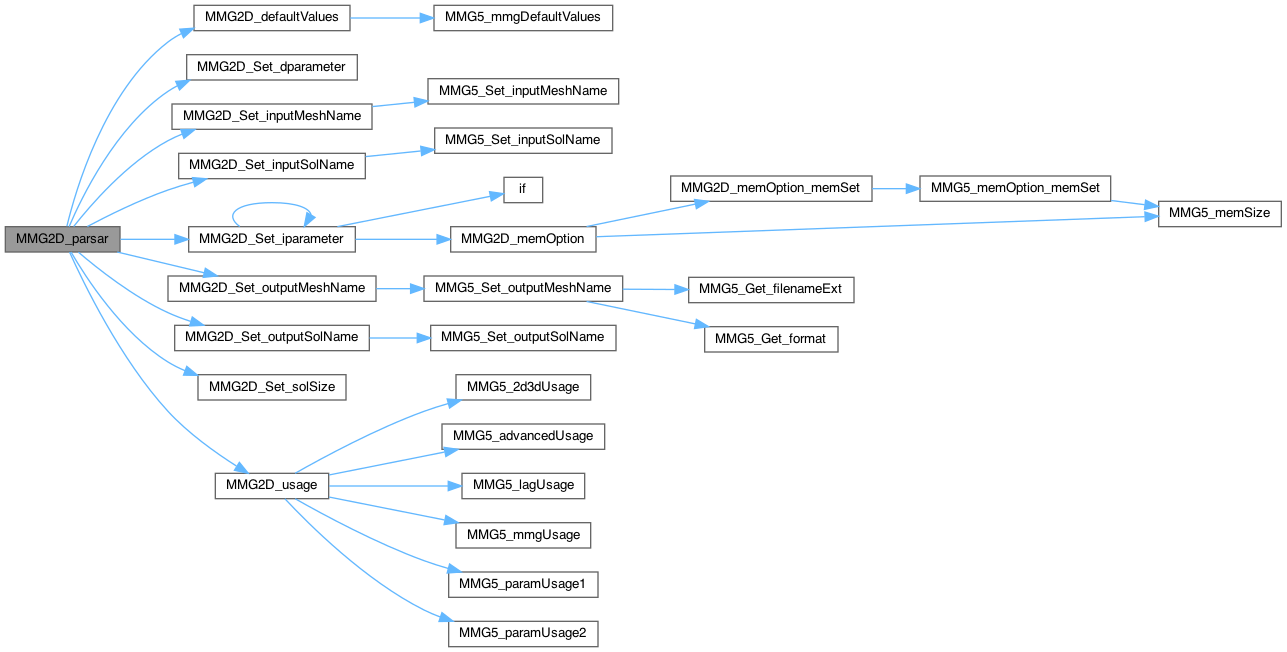 MMG2D_parsar
MMG2D_defaultValues
MMG5_mmgDefaultValues
MMG2D_Set_dparameter
MMG2D_Set_inputMeshName
MMG5_Set_inputMeshName
MMG2D_Set_inputSolName
MMG5_Set_inputSolName
MMG2D_Set_iparameter
if
MMG2D_memOption
MMG2D_memOption_memSet
MMG5_memOption_memSet
MMG5_memSize
MMG2D_Set_outputMeshName
MMG5_Set_outputMeshName
MMG5_Get_filenameExt
MMG5_Get_format
MMG2D_Set_outputSolName
MMG5_Set_outputSolName
MMG2D_Set_solSize
MMG2D_usage
MMG5_2d3dUsage
MMG5_advancedUsage
MMG5_lagUsage
MMG5_mmgUsage
MMG5_paramUsage1
MMG5_paramUsage2